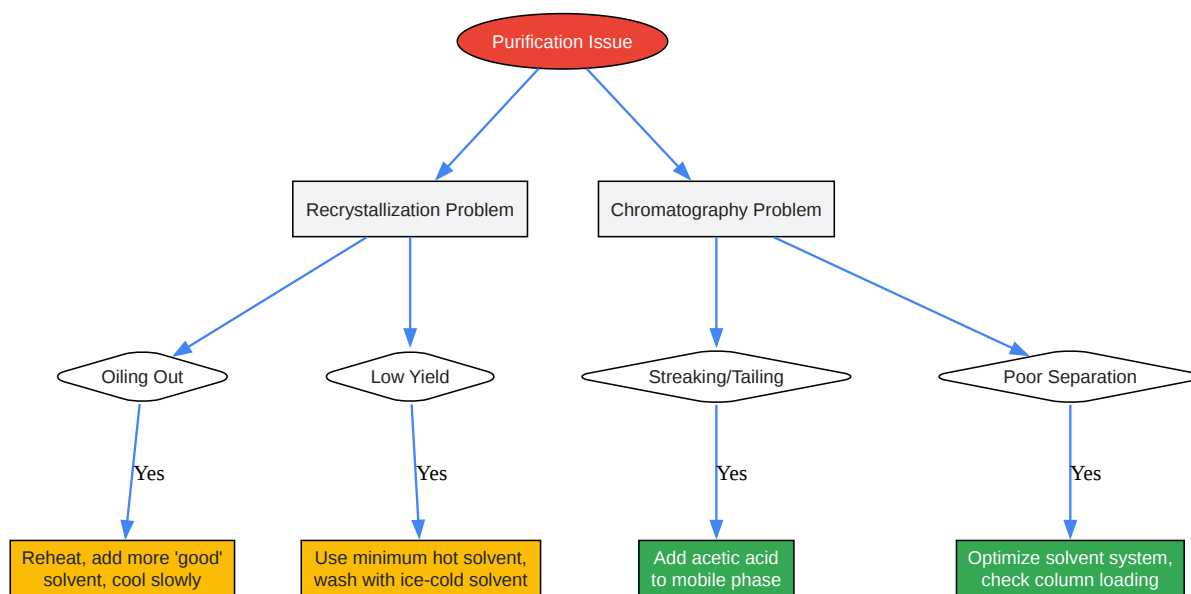 Purification Issue
Recrystallization Problem
Chromatography Problem
Oiling Out
Low Yield
Streaking/Tailing
Poor Separation
Yes
Yes
Yes
Yes
Reheat, add more 'good'
solvent, cool slowly
Use minimum hot solvent,
wash with ice-cold solvent
Add acetic acid
to mobile phase
Optimize solvent system,
check column loading